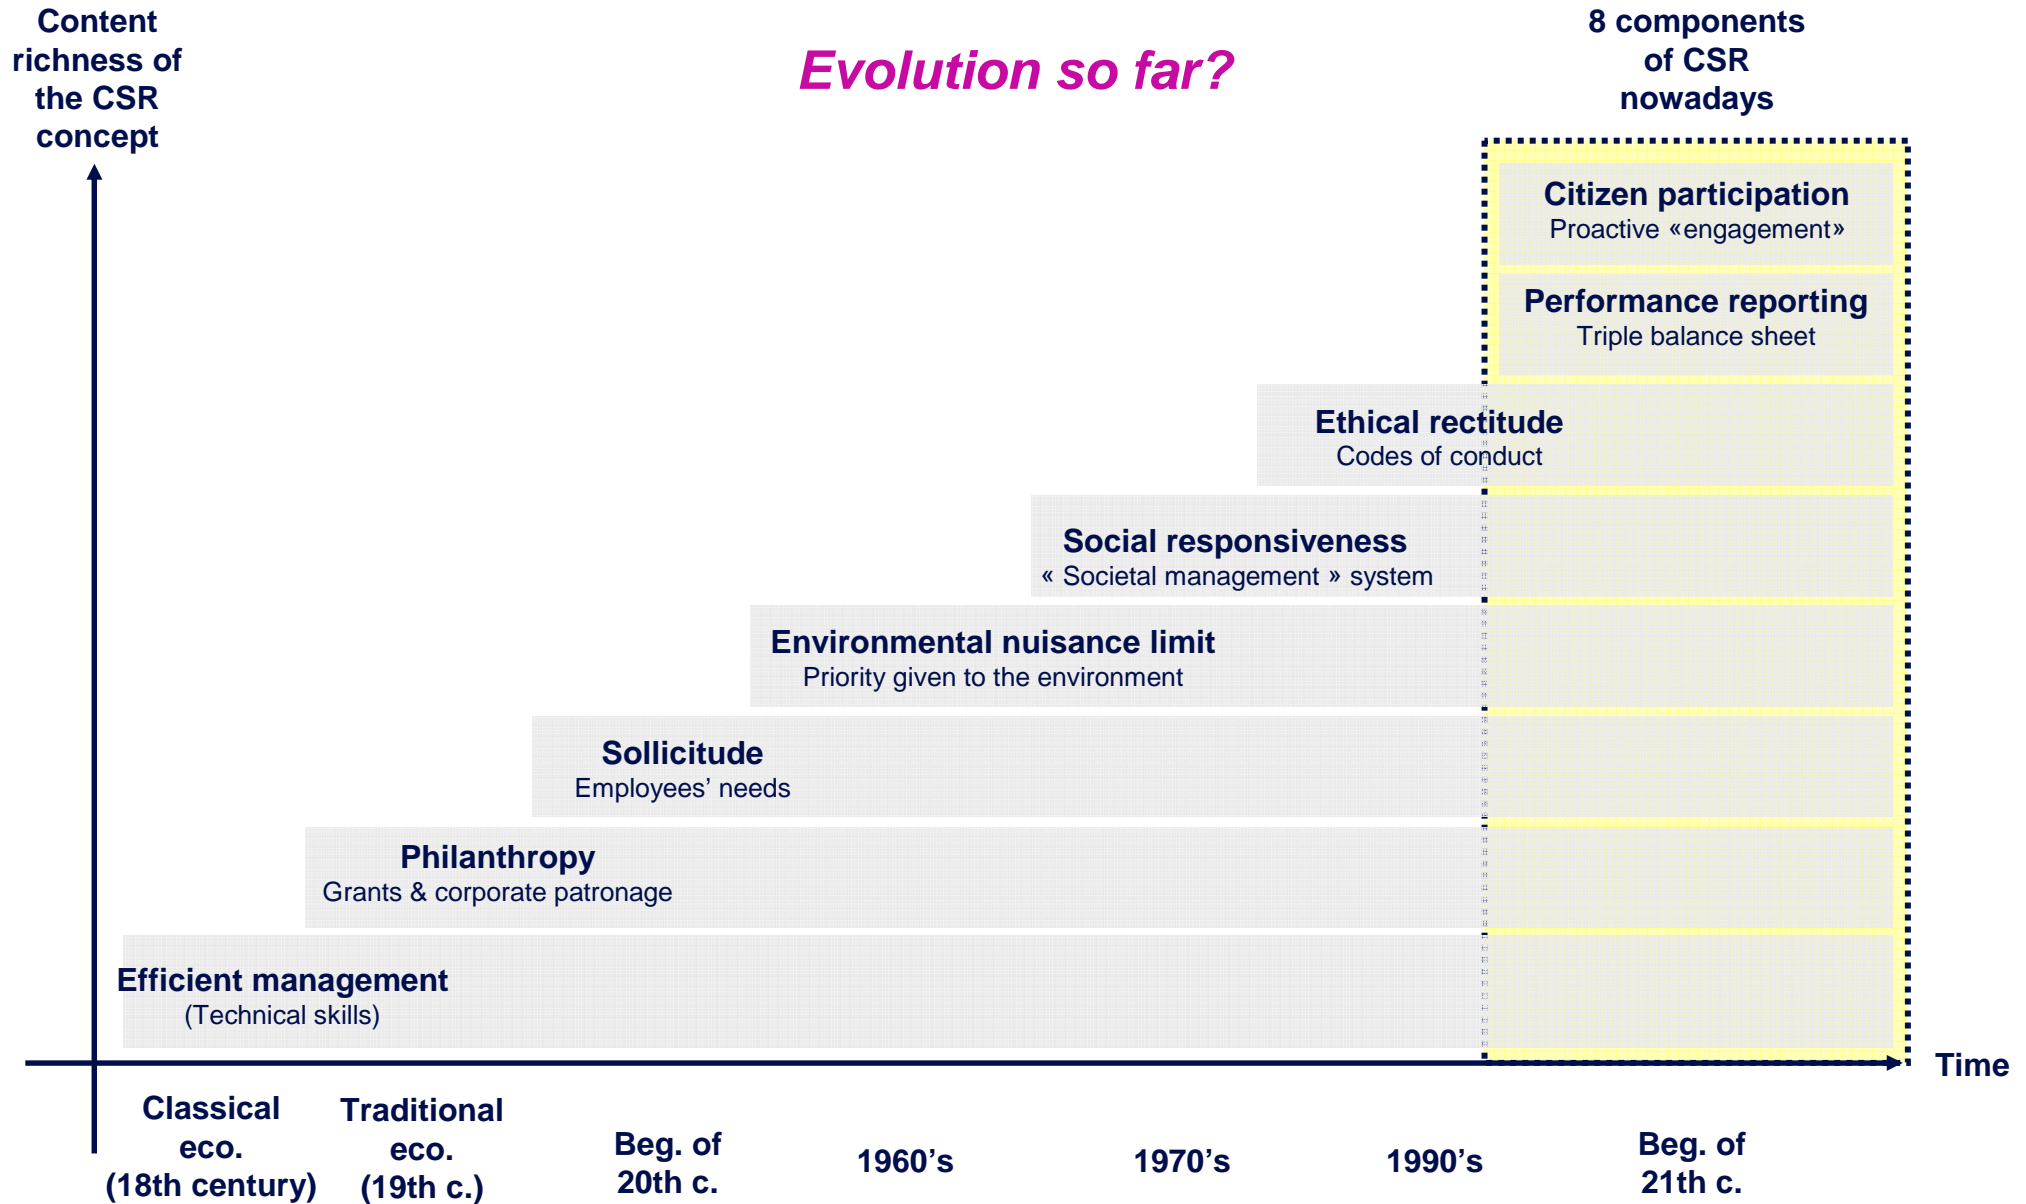 Content
richness of
the CSR
concept
Evolution so far?
8 components
of CSR
nowadays
Citizen participation
Proactive «engagement»
Performance reporting
Triple balance sheet
Ethical rectitude
Codes of conduct
Social responsiveness
« Societal management » system
Environmental nuisance limit
Priority given to the environment
Sollicitude
Employees’ needs
Philanthropy
Grants & corporate patronage
Efficient management
(Technical skills)
Time
Classical
eco.
(18th century)
Traditional
eco.
(19th c.)
Beg. of
20th c.
1960’s
1970’s
1990’s
Beg. of
21th c.